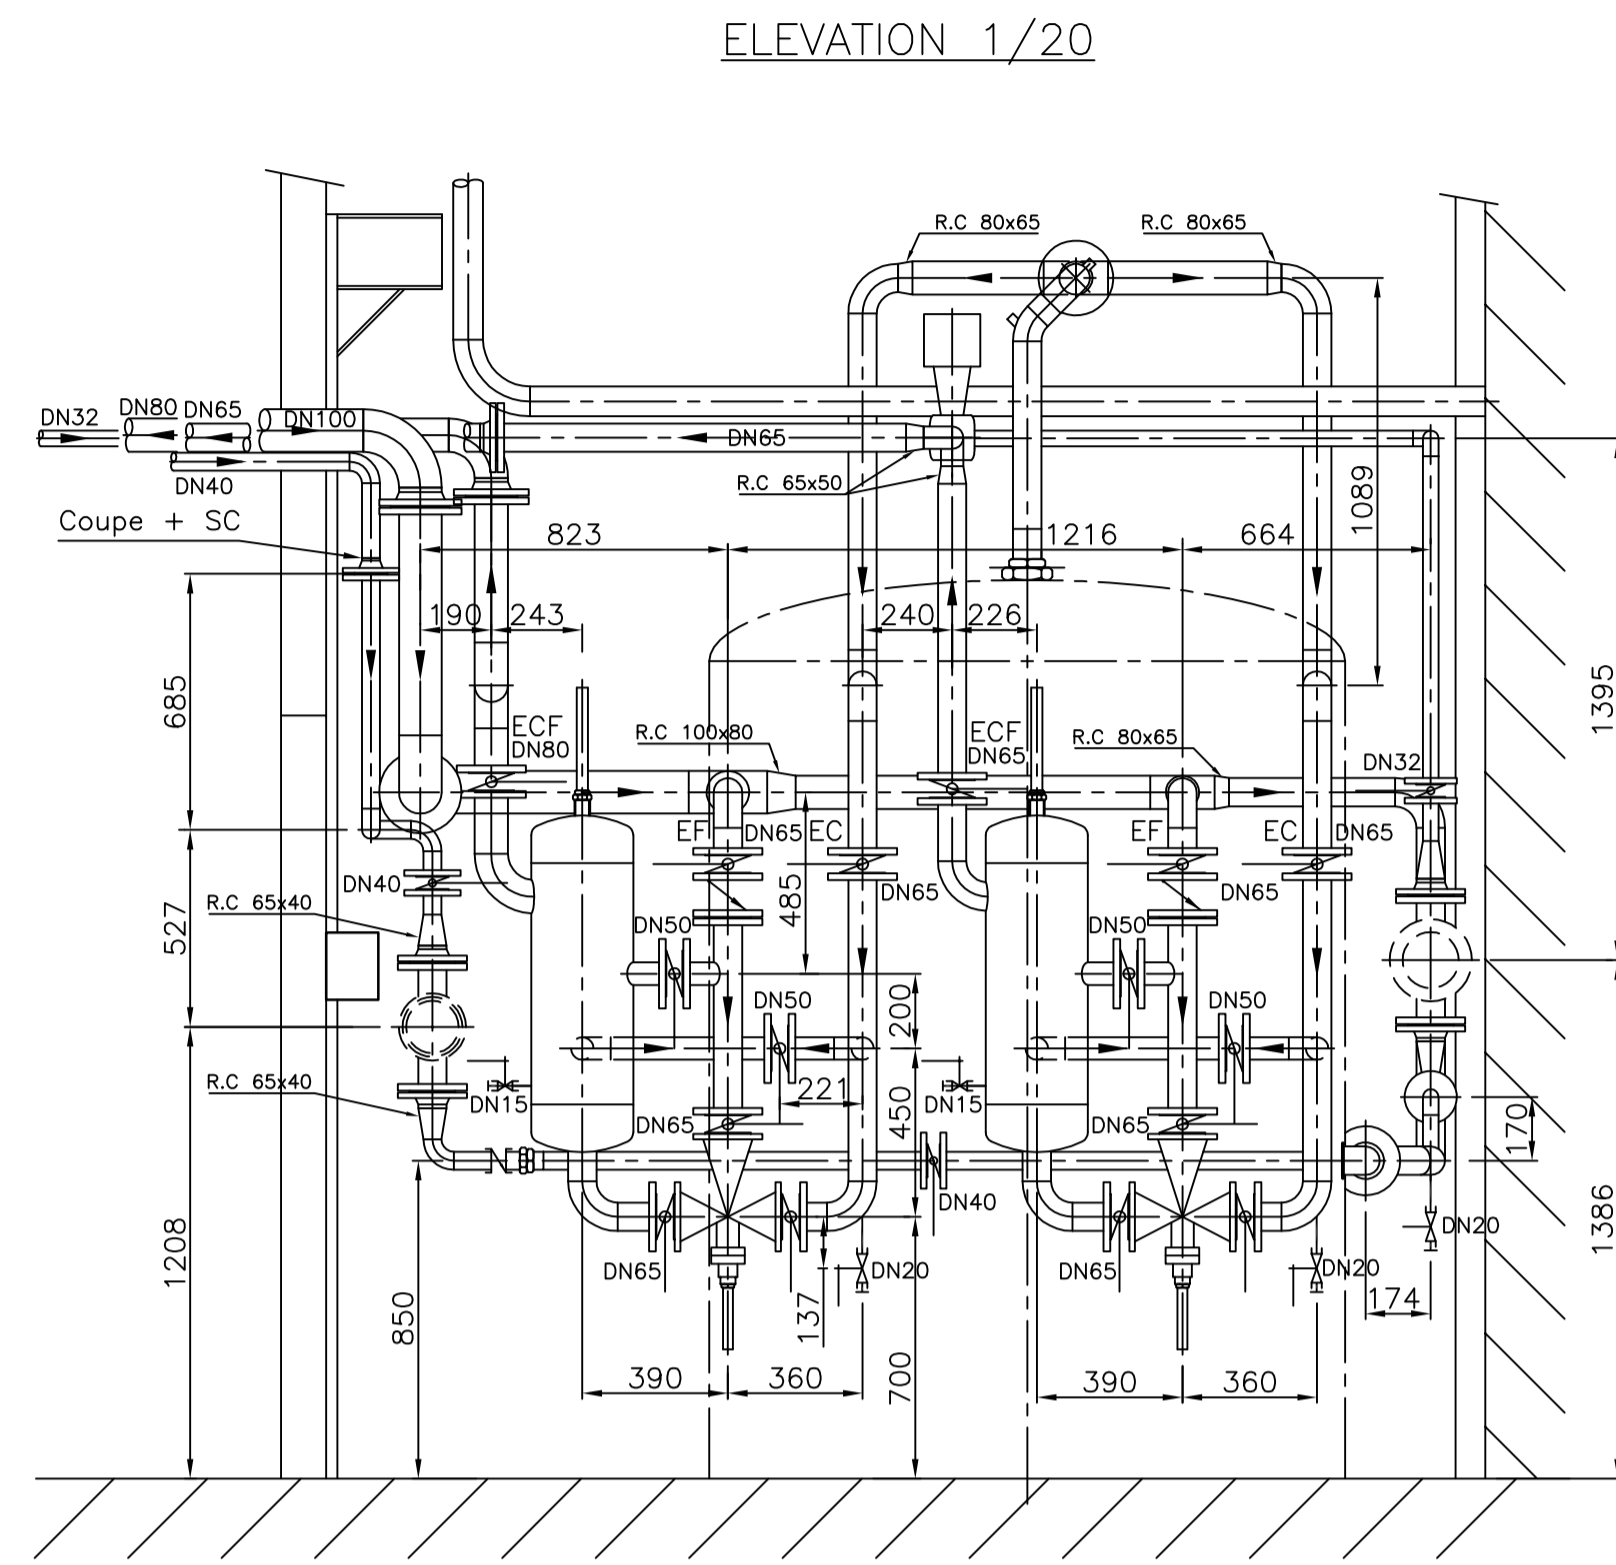 ELEVATION 1/20
R.C 80x65
R.C 80x65
DN32
DN80
DN65
DN100
DN65
DN40
R.C 65x50
1089
Coupe + SC
823
1216
664
190
243
240
226
685
1395
ECF
DN80
R.C 100x80
ECF
DN65
R.C 80x65
DN32
EF
DN65
EC
EF
EC
DN65
DN40
DN65
DN65
485
R.C 65x40
527
DN50
DN50
DN50
DN50
200
R.C 65x40
DN15
221
DN15
DN65
450
DN65
170
DN40
1208
850
DN65
DN20
DN65
DN20
DN20
1386
137
174
390
360
700
390
360